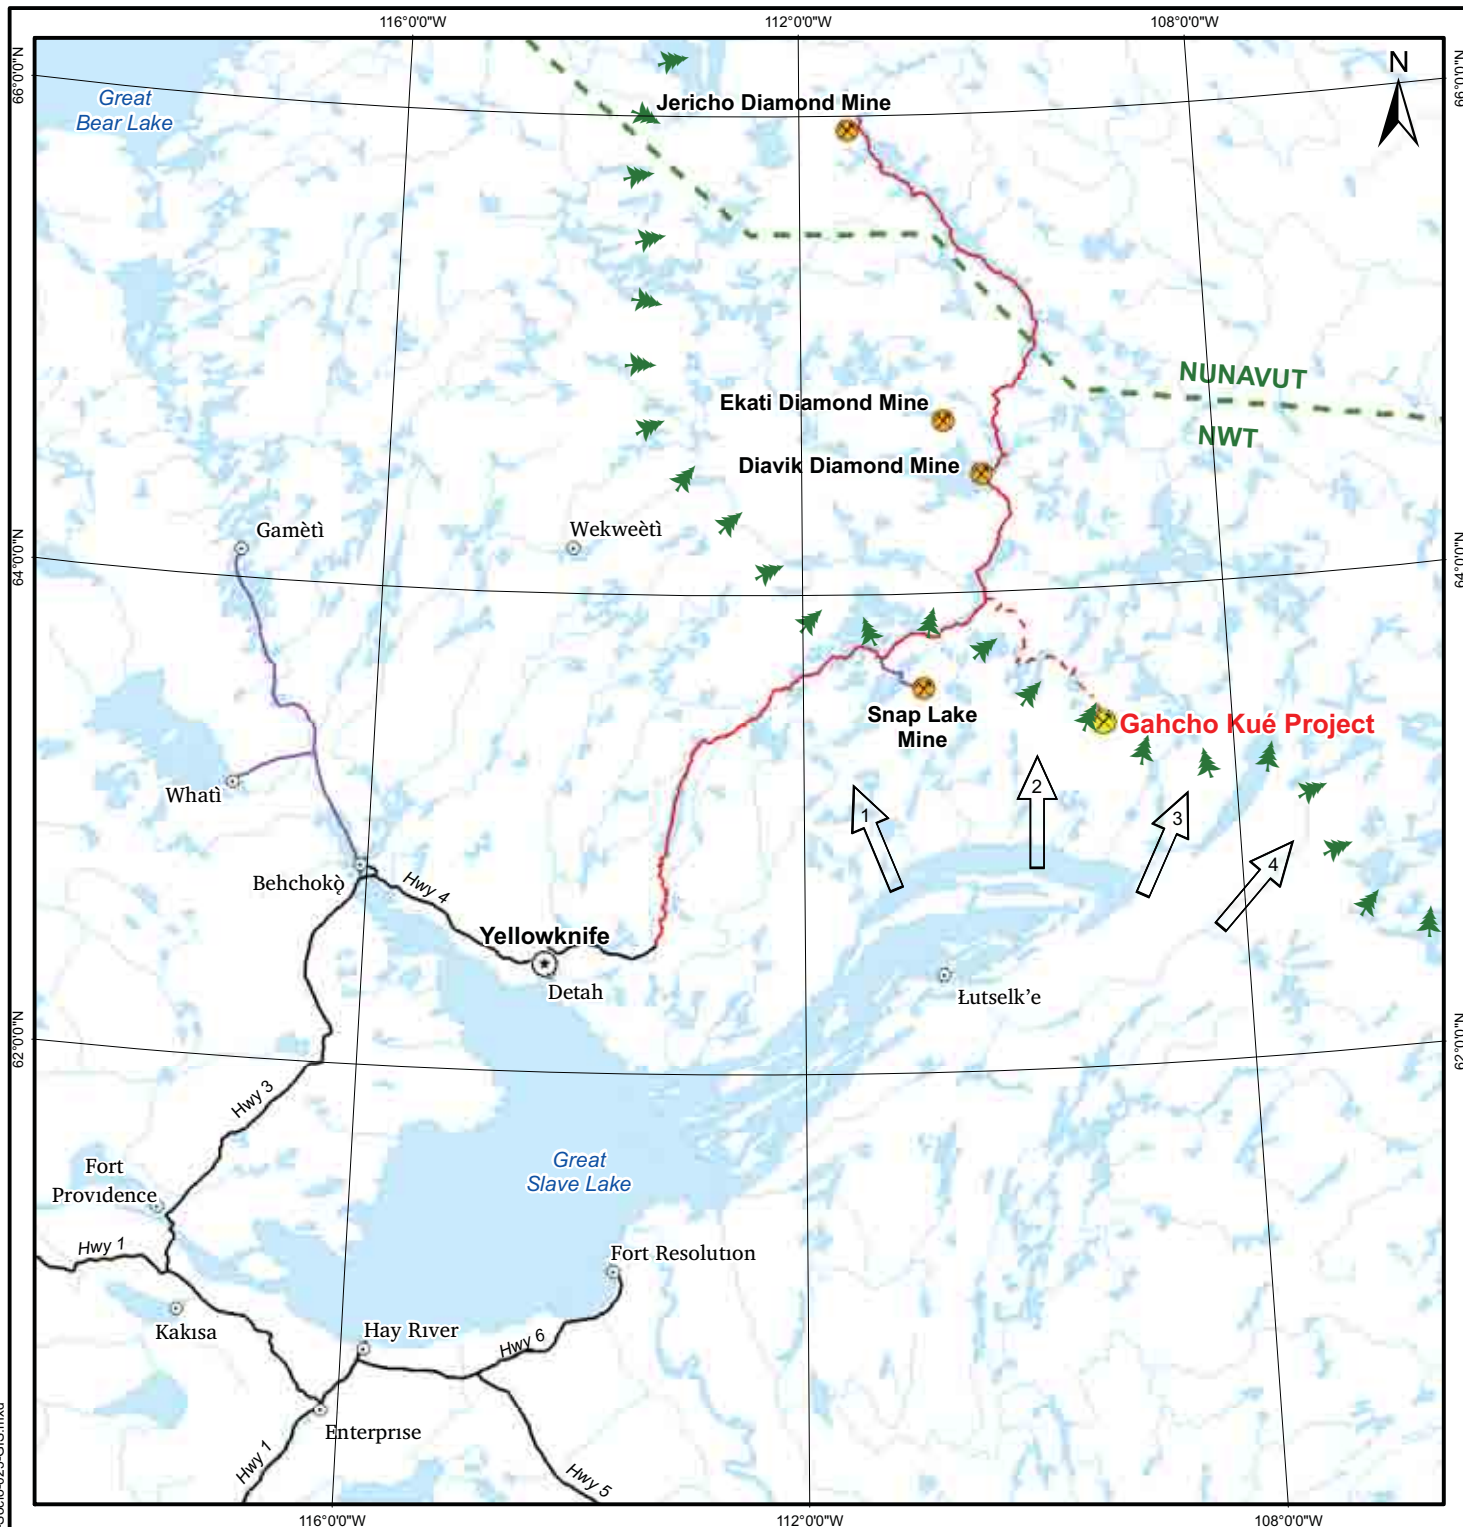 116°0'0"W
112°0'0"W
108°0'0"W
66°0'0"N
66°0'0"N
N
Great
Bear Lake
Jericho Diamond Mine
NUNAVUT
NWT
Ekati Diamond Mine
Diavik Diamond Mine
Gamètì
Wekweètì
64°0'0"N
64°0'0"N
Snap Lake
Mine
Gahcho Kué Project
Whatì
1
2
3
4
Behchokǫ̀
Hwy 4
Yellowknife
Detah
Łutselk'e
62°0'0"N
62°0'0"N
Hwy 3
Great
Slave Lake
Fort
Providence
Hwy 1
Fort Resolution
Kakisa
Hay River
Hwy 6
Enterprise
Hwy 1
Hwy 5
116°0'0"W
112°0'0"W
108°0'0"W